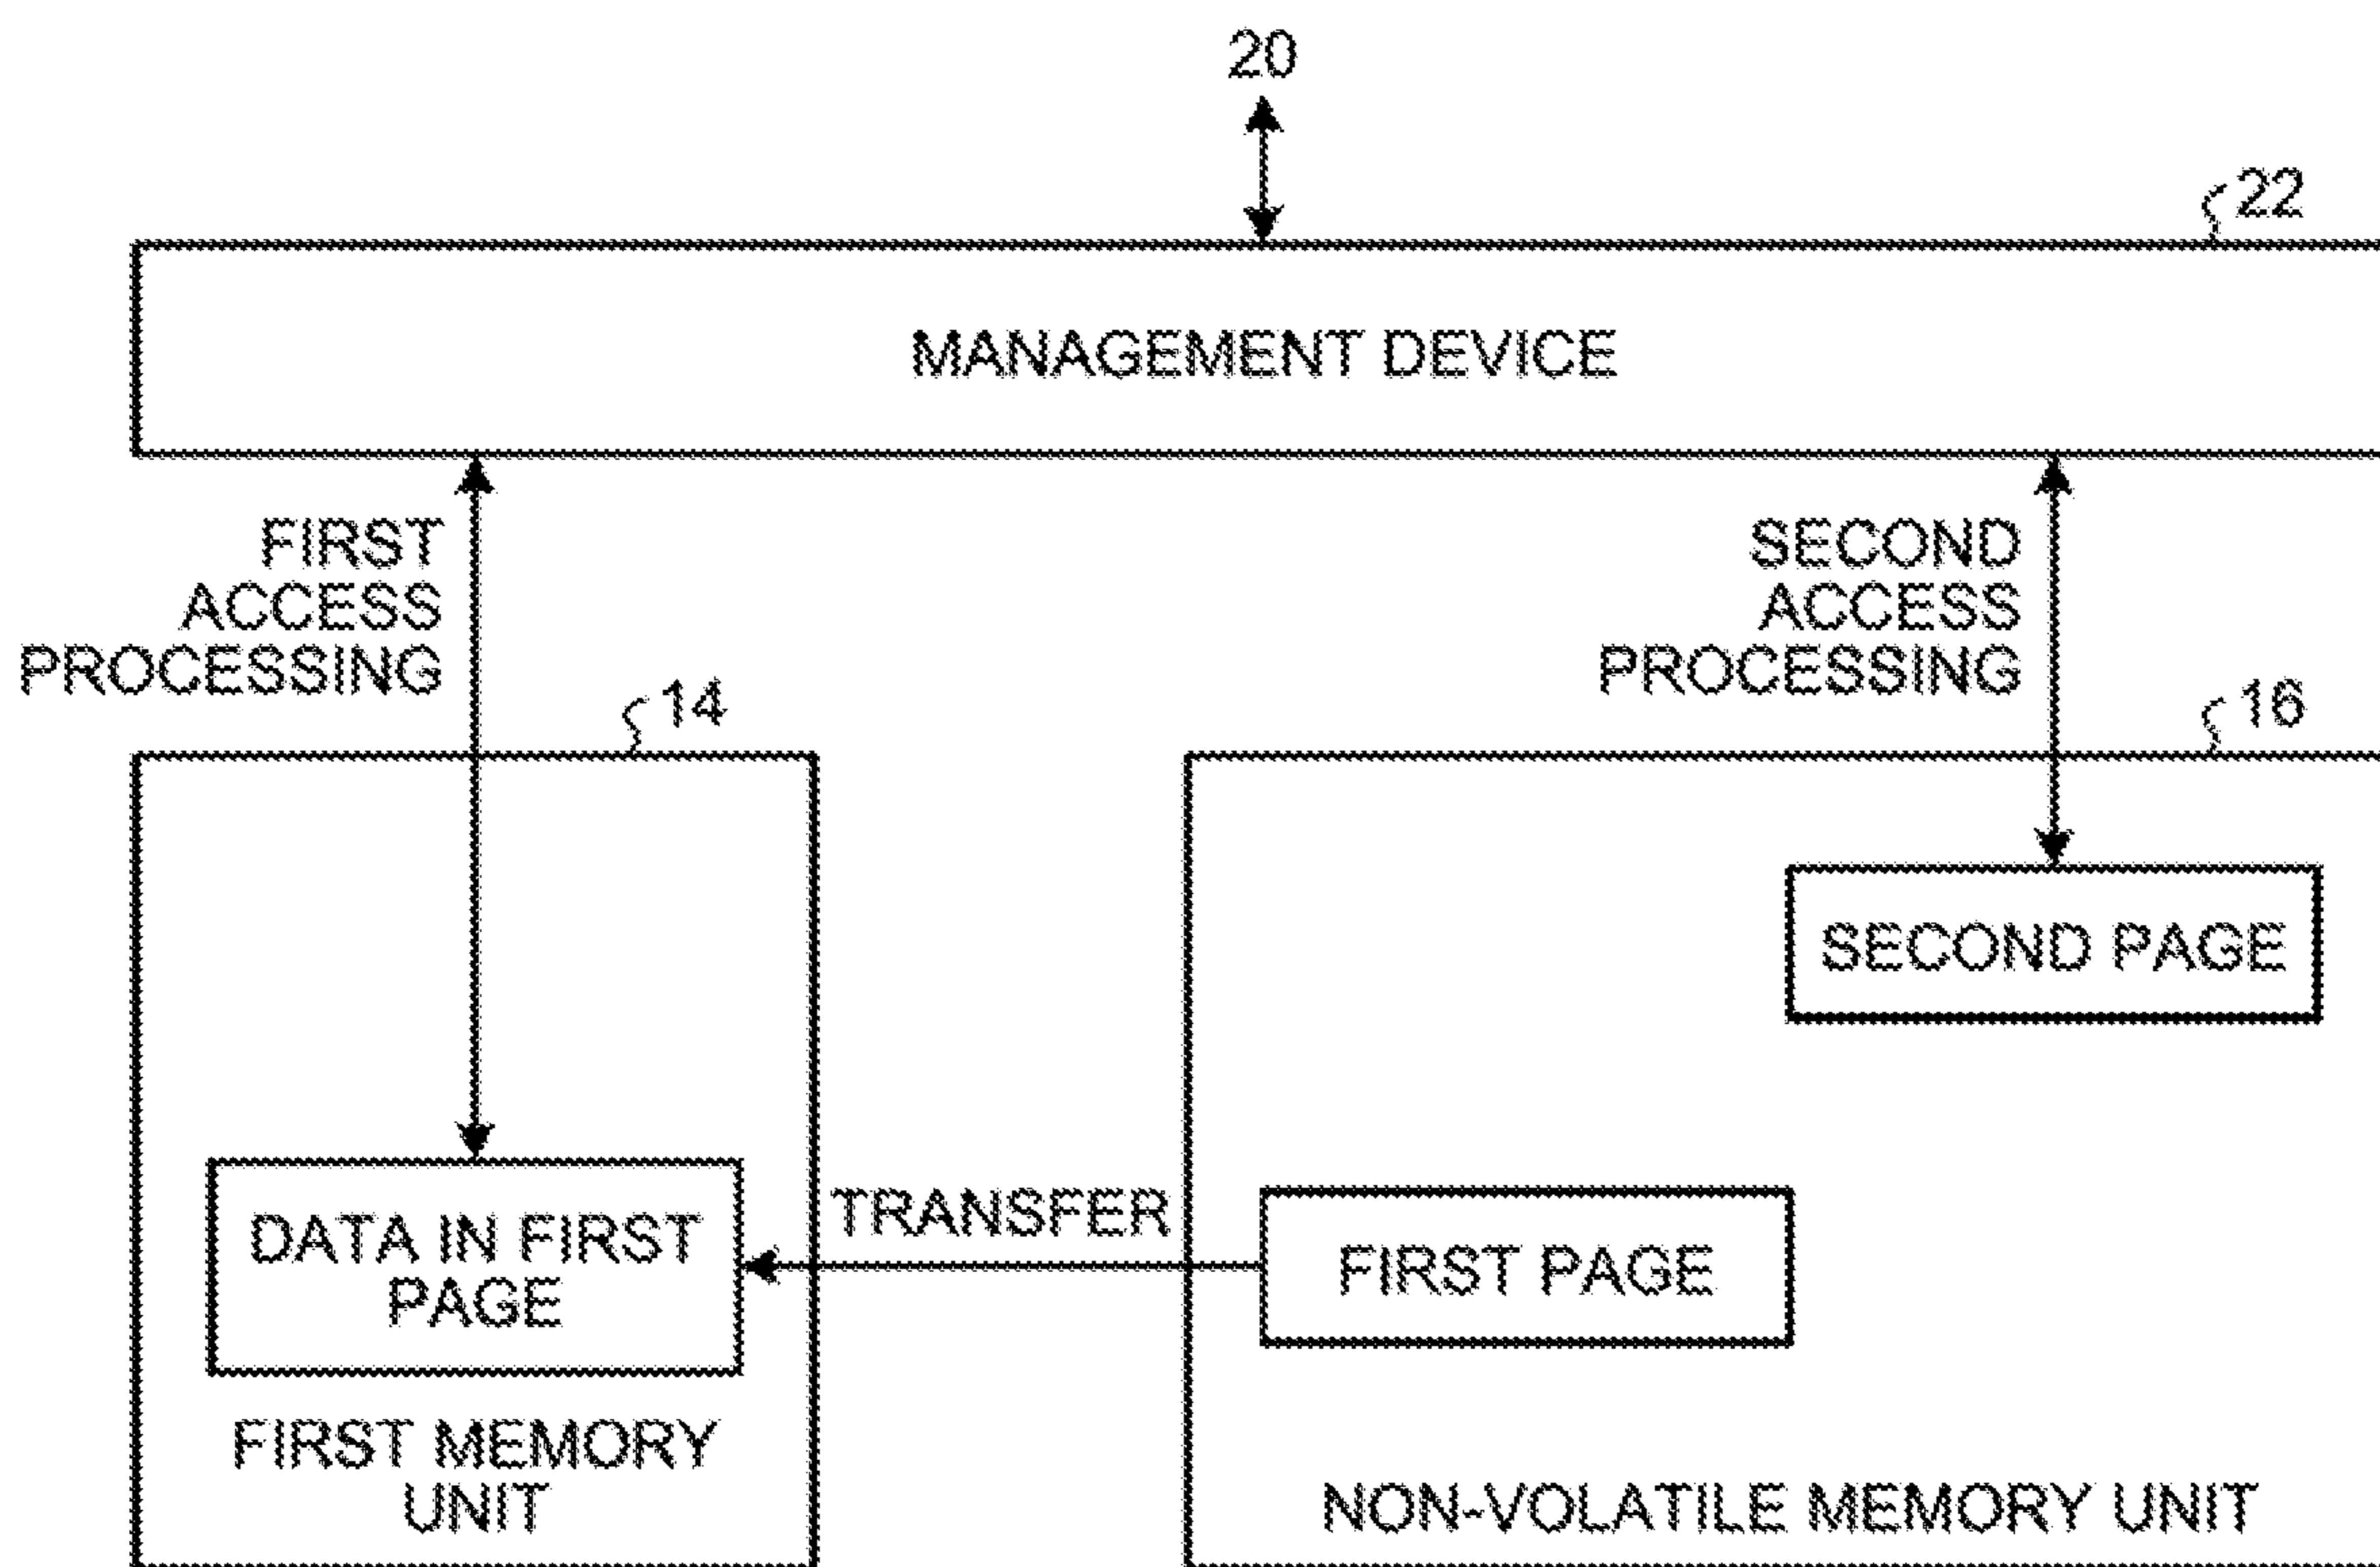 20
22
MANAGEMENT DEVICE
FIRST
ACCESS
PROCESSING
SECOND
ACCESS
PROCESSING
14
16
SECOND PAGE
DATA IN FIRST
PAGE
TRANSFER
FIRST PAGE
FIRST MEMORY
UNIT
NON-VOLATILE MEMORY UNIT